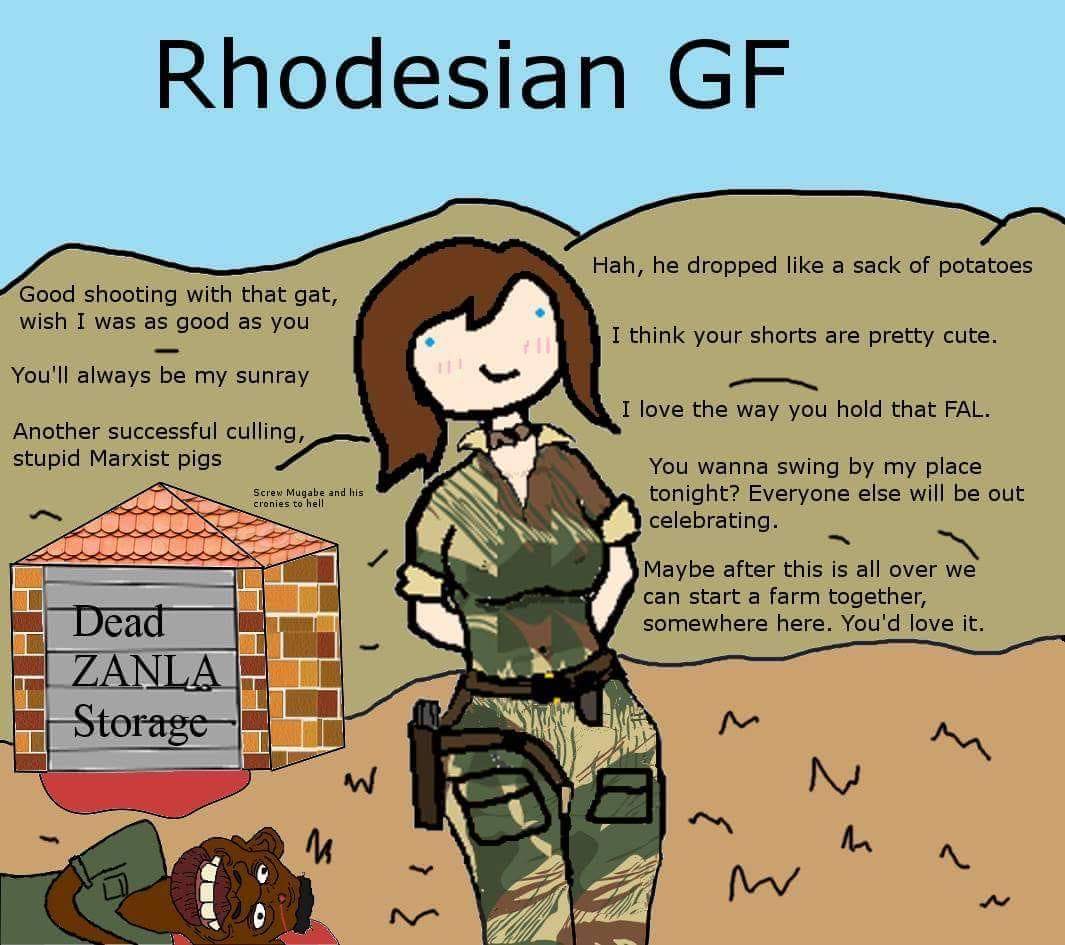 Rhodesian GF
Good shooting with that gat,
wish I was as good as you
You'll always be my sunray
Another successful culling,
stupid Marxist pigs
Screw Mugabe and his
cronies to hell
Dead
ZANLA
Storage
Hah, he dropped like a sack of potatoes
I think your shorts are pretty cute.
I love the way you hold that FAL.
You wanna swing by my place
tonight? Everyone else will be out
celebrating.
Maybe after this is all over we
can start a farm together,
somewhere here. You'd love it.